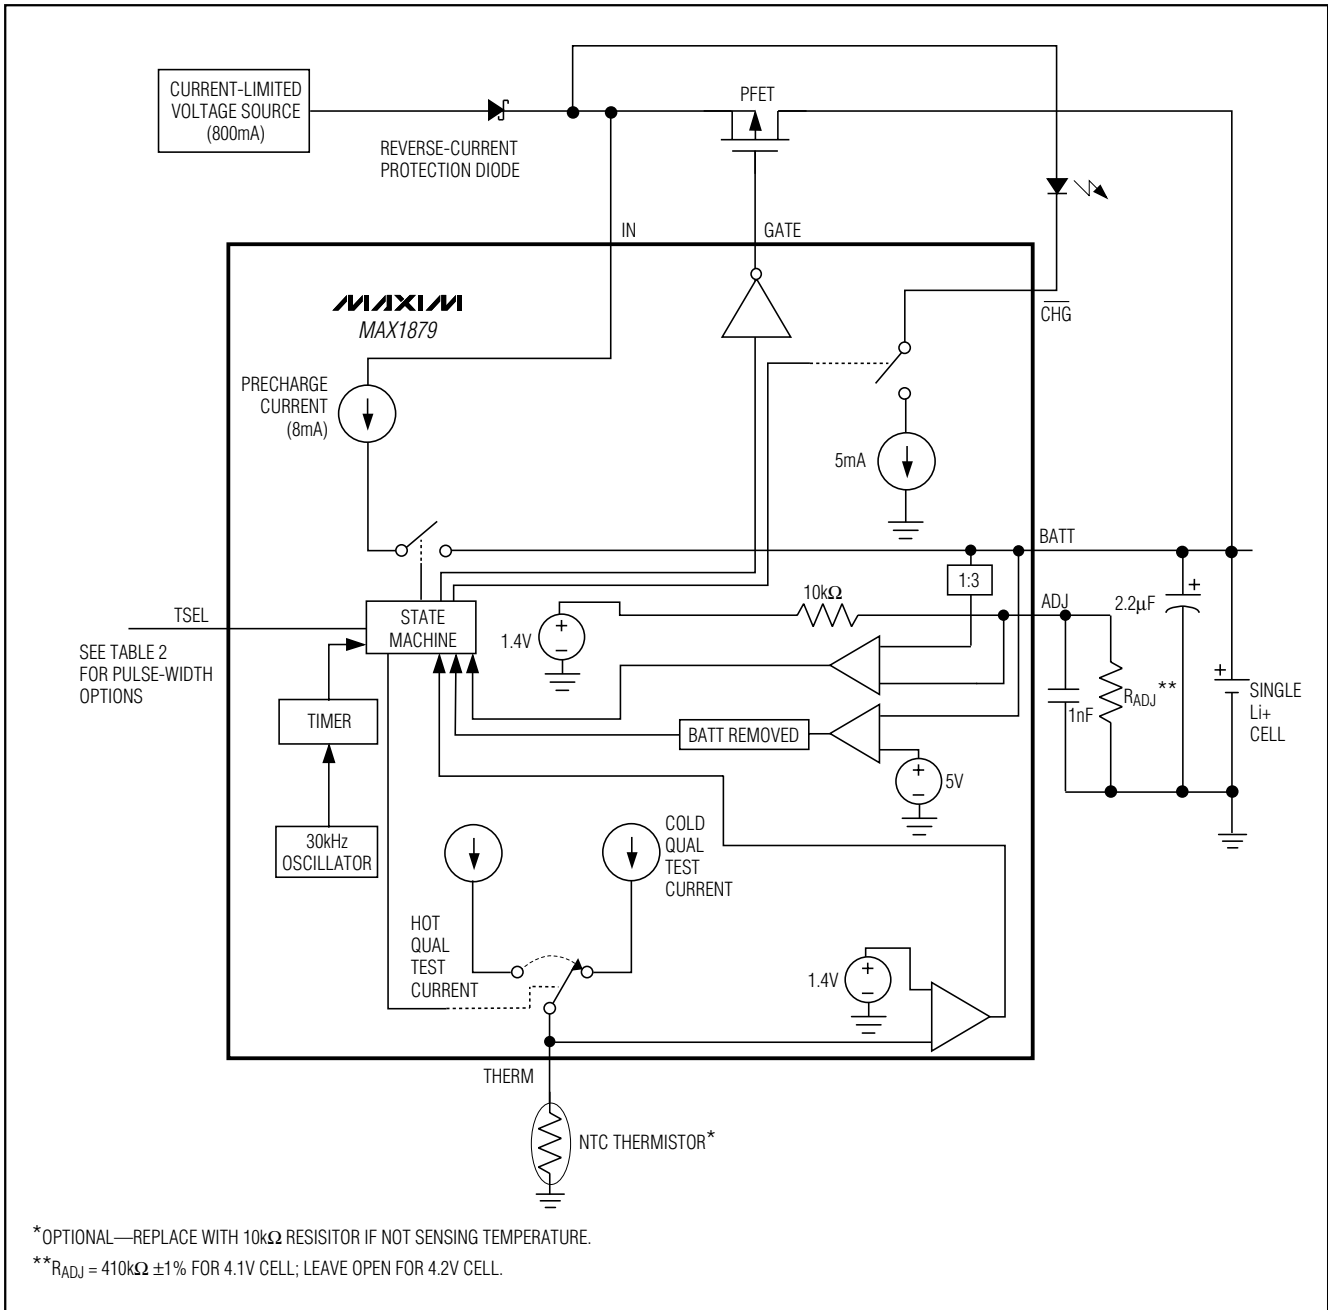 CURRENT-LIMITED
VOLTAGE SOURCE
(800mA)
REVERSE-CURRENT
PROTECTION DIODE
PFET
IN
GATE
MAXIM
MAX1879
CHG
PRECHARGE
CURRENT
(8mA)
5mA
BATT
1:3
10kΩ
ADJ
2.2µF
+
TSEL
STATE
MACHINE
1.4V
+
−
SEE TABLE 2
FOR PULSE-WIDTH
OPTIONS
TIMER
BATT REMOVED
1nF
RADJ**
+
SINGLE
Li+
CELL
+
−
5V
30kHz
OSCILLATOR
COLD
QUAL
TEST
CURRENT
HOT
QUAL
TEST
CURRENT
1.4V
+
−
THERM
NTC THERMISTOR*
*OPTIONAL—REPLACE WITH 10kΩ RESISITOR IF NOT SENSING TEMPERATURE.
**RADJ = 410kΩ ±1% FOR 4.1V CELL; LEAVE OPEN FOR 4.2V CELL.